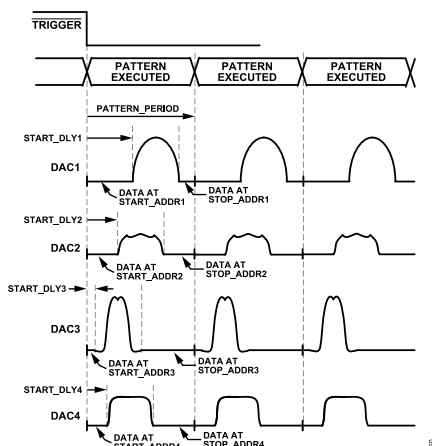 TRIGGER
PATTERN EXECUTED
PATTERN EXECUTED
PATTERN EXECUTED
PATTERN_PERIOD
START_DLY1
DAC1
DATA AT START_ADDR1
DATA AT STOP_ADDR1
START_DLY2
DAC2
DATA AT START_ADDR2
DATA AT STOP_ADDR2
START_DLY3
DAC3
DATA AT START_ADDR3
DATA AT STOP_ADDR3
START_DLY4
DAC4
DATA AT
DATA AT STOP_ADDR4